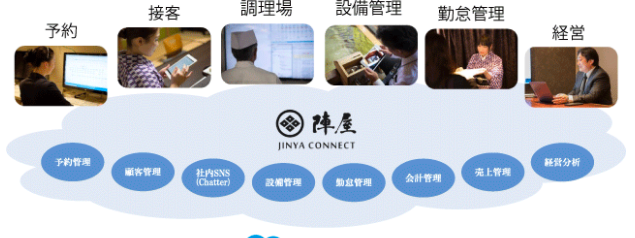 予約
接客
調理場
設備管理
勤怠管理
経営
陣屋
JINYA CONNECT
予約管理
顧客管理
社内SNS
(Chatter)
設備管理
勤怠管理
会計管理
売上管理
経営分析